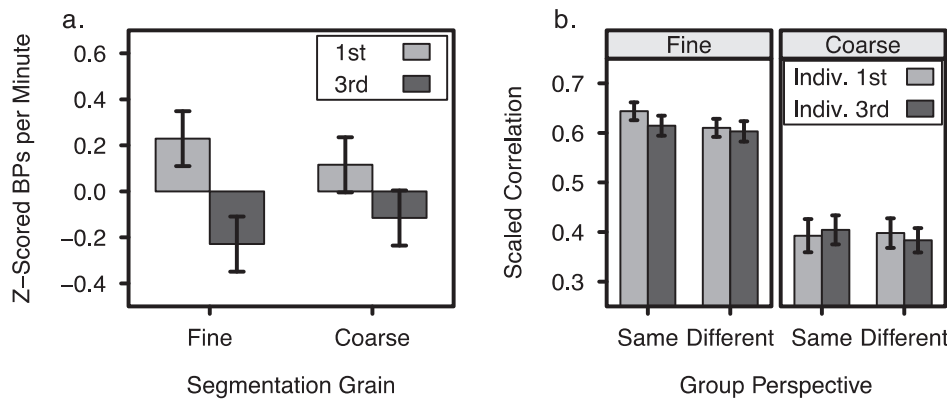 a.
Z−Scored BPs per Minute
0.6
0.4
0.2
0.0
−0.2
−0.4
1st
3rd
Fine
Coarse
Segmentation Grain
b.
Scaled Correlation
0.7
0.6
0.5
0.4
0.3
Fine
Coarse
Indiv. 1st
Indiv. 3rd
Same Different Same Different
Group Perspective